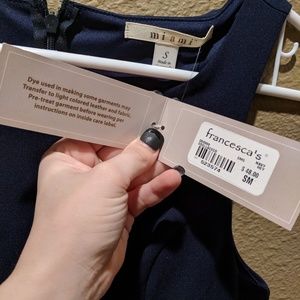 miami
S
Made in
Dye used in making some garments may
Transfer to light colored leather and fabric.
Pre-treat garment before wearing per
instructions on inside care label.
francesca's
$ 48.00
SM